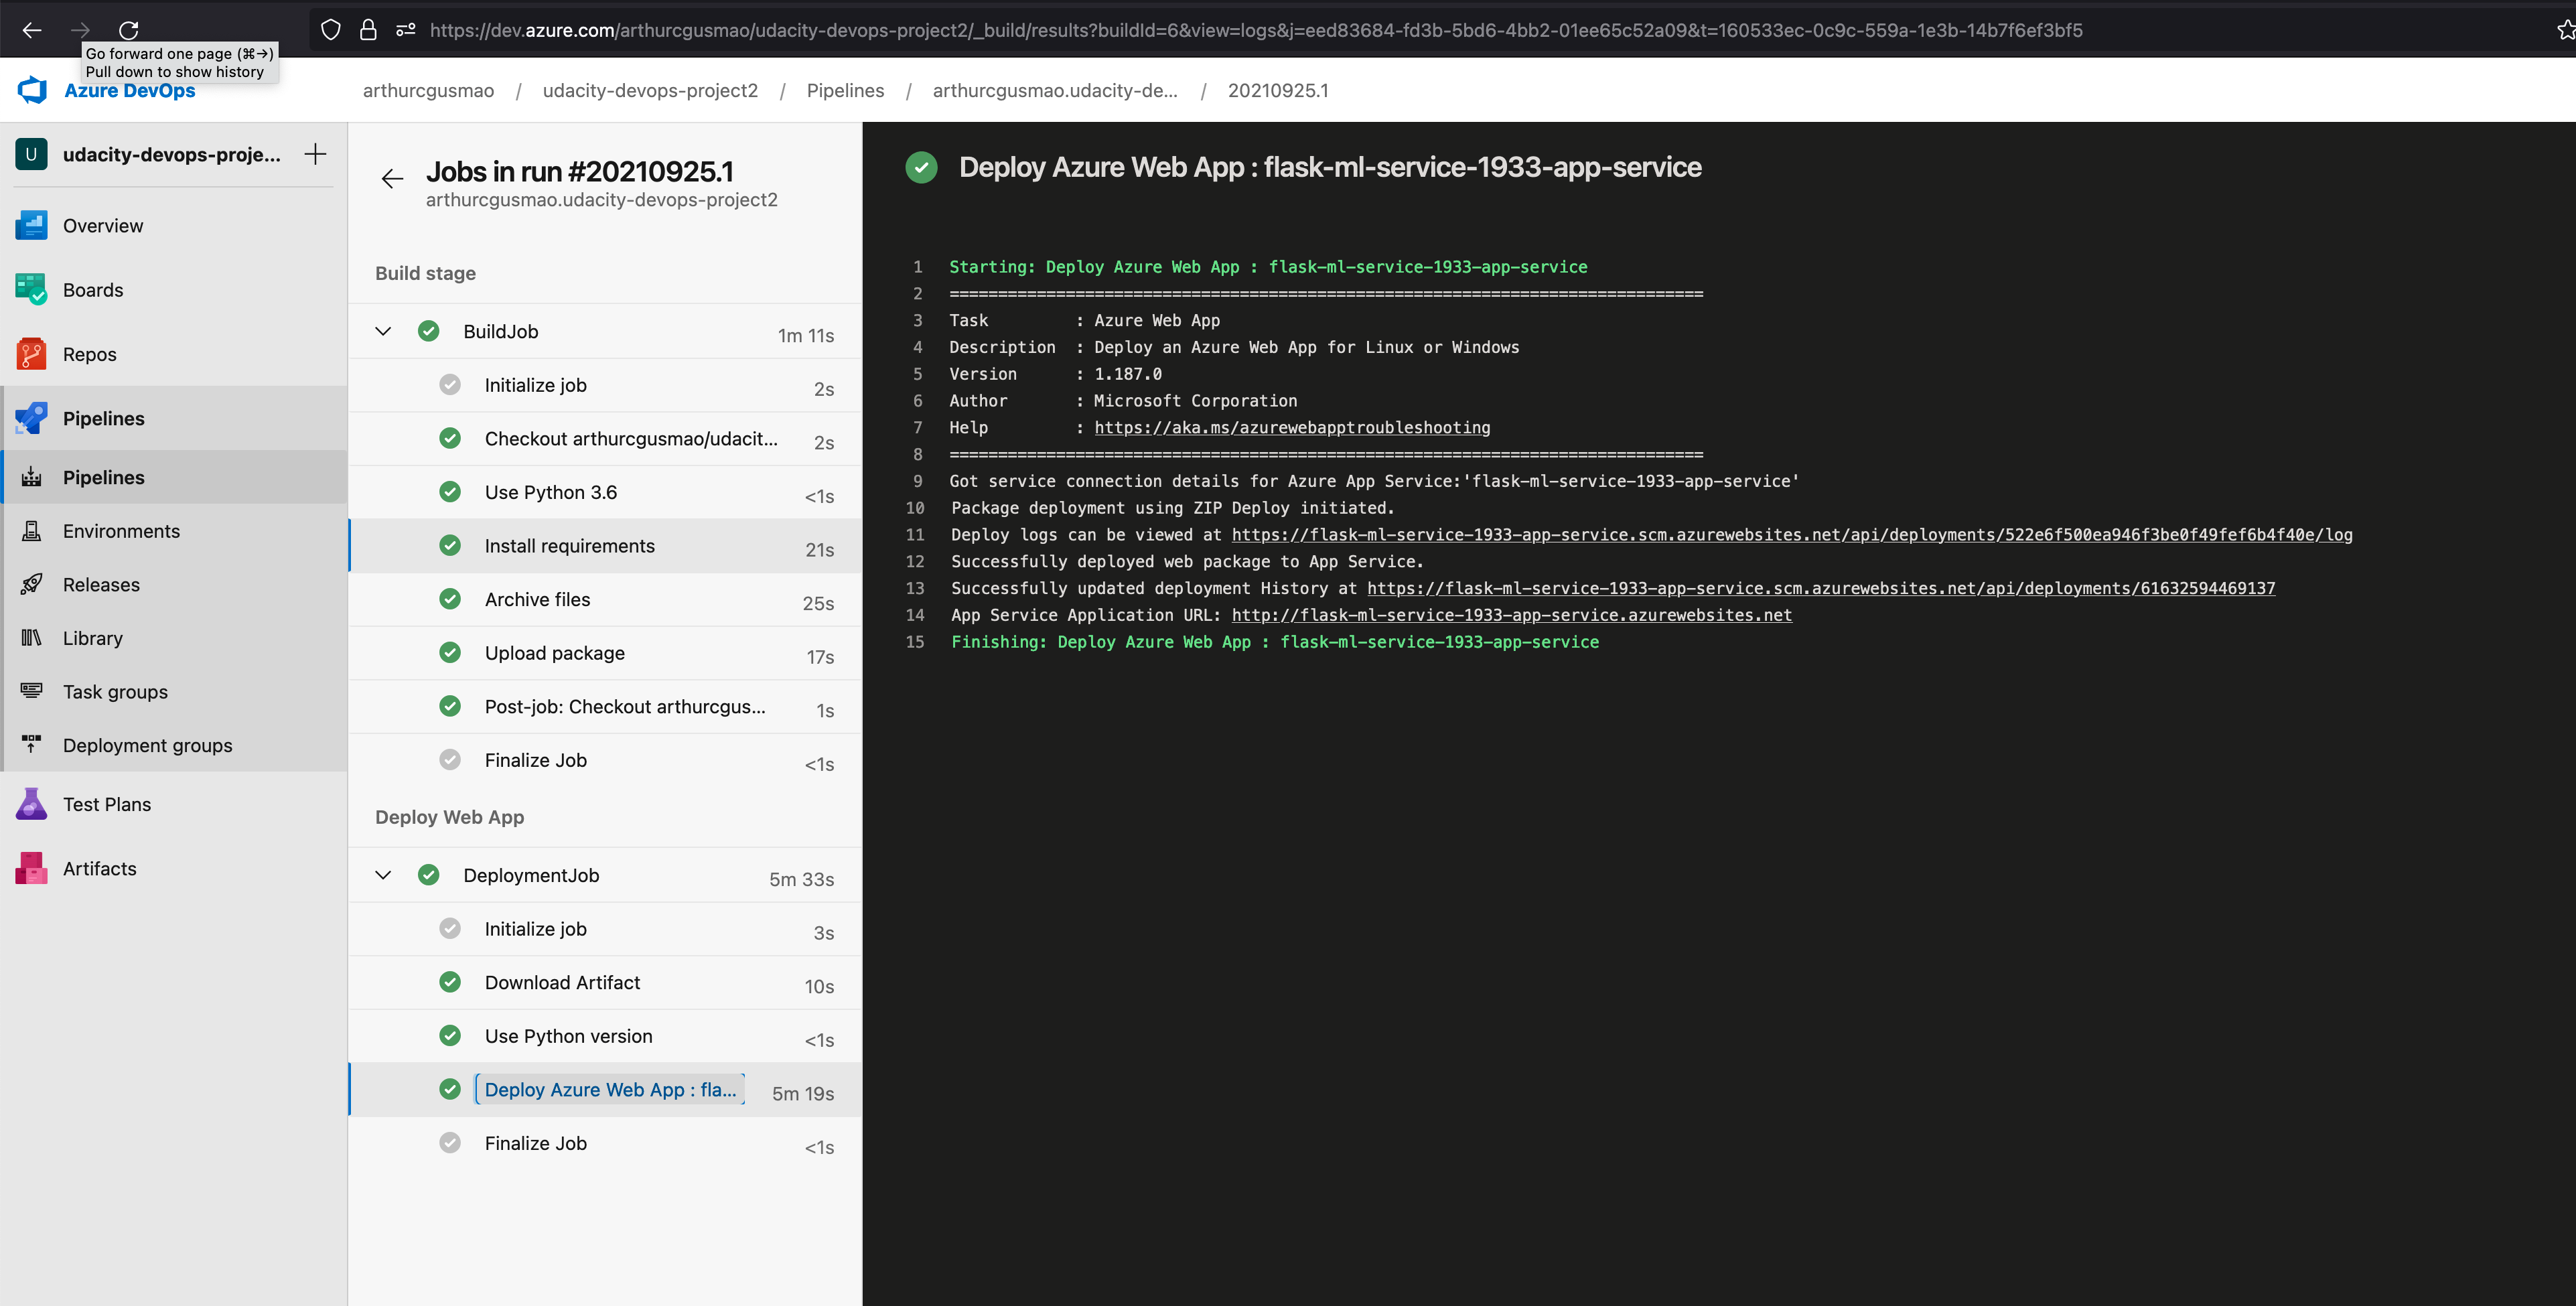 https://dev.azure.com/arthurcgusmao/udacity-devops-project2/_build/results?buildId=6&view=logs&j=eed83684-fd3b-5bd6-4bb2-01ee65c52a09&t=160533ec-0c9c-559a-1e3b-14b7f6ef3bf5
Go forward one page (⌘→)
Pull down to show history
Azure DevOps
arthurcgusmao / udacity-devops-project2 / Pipelines / arthurcgusmao.udacity-de... / 20210925.1
U udacity-devops-proje... +
Overview
Boards
Repos
Pipelines
Pipelines
Environments
Releases
Library
Task groups
Deployment groups
Test Plans
Artifacts
Jobs in run #20210925.1
arthurcgusmao.udacity-devops-project2
Build stage
BuildJob 1m 11s
Initialize job 2s
Checkout arthurcgusmao/udacit... 2s
Use Python 3.6 <1s
Install requirements 21s
Archive files 25s
Upload package 17s
Post-job: Checkout arthurcgus... 1s
Finalize Job <1s
Deploy Web App
DeploymentJob 5m 33s
Initialize job 3s
Download Artifact 10s
Use Python version <1s
Deploy Azure Web App : fla... 5m 19s
Finalize Job <1s
Deploy Azure Web App : flask-ml-service-1933-app-service
1 Starting: Deploy Azure Web App : flask-ml-service-1933-app-service
2 ==============================================================================
3 Task : Azure Web App
4 Description : Deploy an Azure Web App for Linux or Windows
5 Version : 1.187.0
6 Author : Microsoft Corporation
7 Help : https://aka.ms/azurewebapptroubleshooting
8 ==============================================================================
9 Got service connection details for Azure App Service:'flask-ml-service-1933-app-service'
10 Package deployment using ZIP Deploy initiated.
11 Deploy logs can be viewed at https://flask-ml-service-1933-app-service.scm.azurewebsites.net/api/deployments/522e6f500ea946f3be0f49fef6b4f40e/log
12 Successfully deployed web package to App Service.
13 Successfully updated deployment History at https://flask-ml-service-1933-app-service.scm.azurewebsites.net/api/deployments/61632594469137
14 App Service Application URL: http://flask-ml-service-1933-app-service.azurewebsites.net
15 Finishing: Deploy Azure Web App : flask-ml-service-1933-app-service